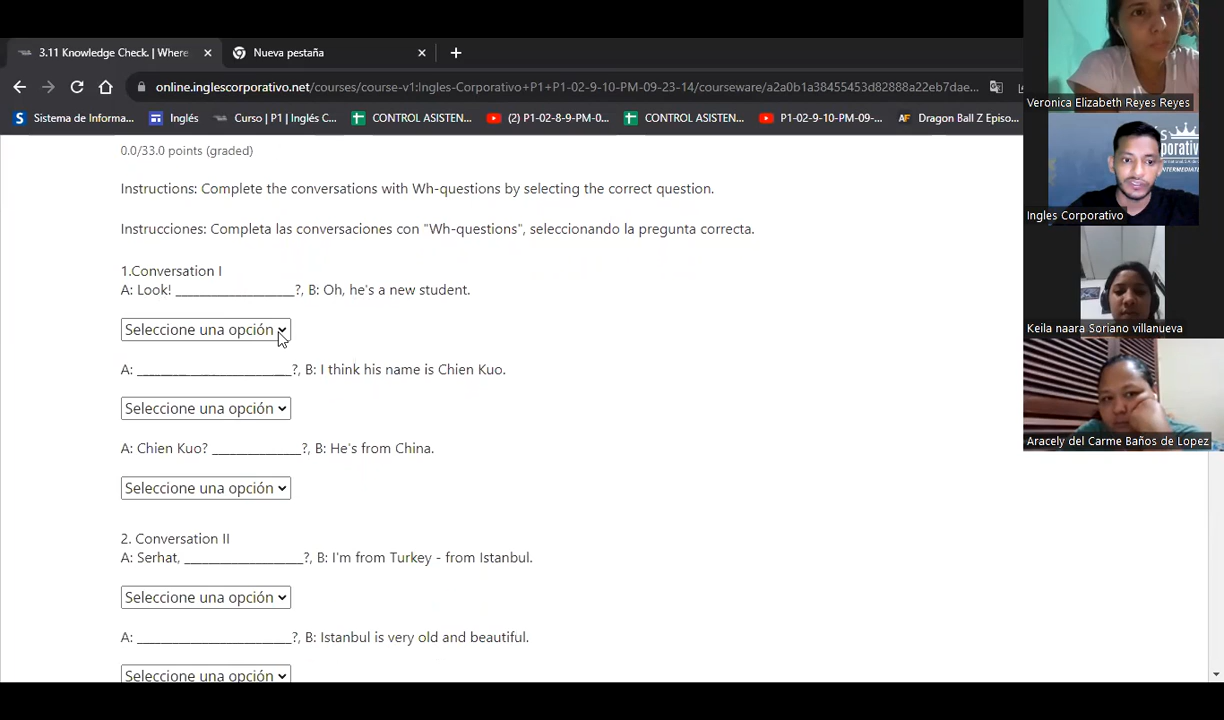 3.11 Knowledge Check. | Where
Nueva pestaña
online.inglescorporativo.net/courses/course-v1:Ingles-Corporativo+P1+P1-02-9-10-PM-09-23-14/courseware/a2a0b1a38455453d82888a22eb7dae...
Sistema de Informa...
Inglés
Curso | P1 | Inglés C...
CONTROL ASISTEN...
(2) P1-02-8-9-PM-0...
CONTROL ASISTEN...
P1-02-9-10-PM-09-...
AF Dragon Ball Z Episo...
0.0/33.0 points (graded)
Instructions: Complete the conversations with Wh-questions by selecting the correct question.
Instrucciones: Completa las conversaciones con "Wh-questions", seleccionando la pregunta correcta.
1.Conversation I
A: Look! ____________________?, B: Oh, he's a new student.
Seleccione una opción
A: __________________________?, B: I think his name is Chien Kuo.
Seleccione una opción
A: Chien Kuo? _______________?, B: He's from China.
Seleccione una opción
2. Conversation II
A: Serhat, ____________________?, B: I'm from Turkey - from Istanbul.
Seleccione una opción
A: __________________________?, B: Istanbul is very old and beautiful.
Seleccione una opción
Veronica Elizabeth Reyes Reyes
Ingles Corporativo
Keila naara Soriano villanueva
Aracely del Carme Baños de Lopez